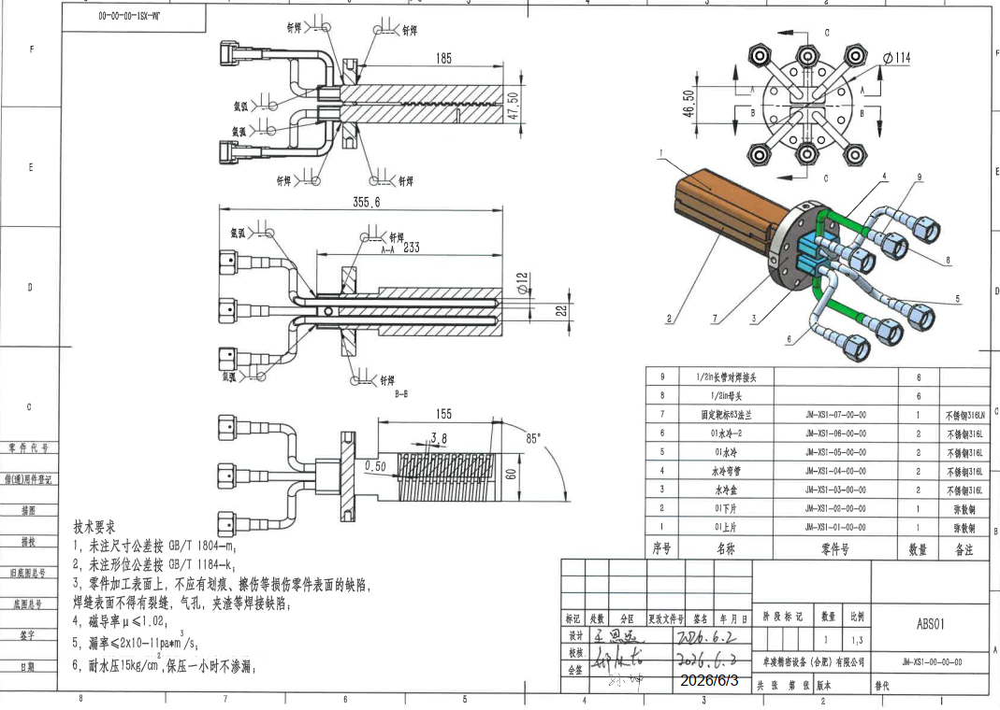 JM-XS1-00-00-00
钎焊
钎焊
185
47.50
氩弧
氩弧
钎焊
钎焊
C
⌀114
46.50
A
A
B
B
C
355.6
氩弧
钎焊
A-A 233
⌀12
22
氩弧
钎焊
B-B
155
3.8
85°
0.50
60
1
4
9
8
5
2
7
3
6
9 1/2in长管对焊接头 6
8 1/2in母头 6
7 固定靶标63法兰 JM-XS1-07-00-00 1 不锈钢316LN
6 01水冷-2 JM-XS1-06-00-00 2 不锈钢316L
5 01水冷 JM-XS1-05-00-00 2 不锈钢316L
4 水冷弯管 JM-XS1-04-00-00 2 不锈钢316L
3 水冷盒 JM-XS1-03-00-00 2 不锈钢316L
2 01下片 JM-XS1-02-00-00 1 弥散铜
1 01上片 JM-XS1-01-00-00 1 弥散铜
序号 名称 零件号 数量 备注
技术要求
1, 未注尺寸公差按 GB/T 1804-m;
2, 未注形位公差按 GB/T 1184-k;
3, 零件加工表面上, 不应有划痕、擦伤等损伤零件表面的缺陷,
焊缝表面不得有裂缝, 气孔, 夹渣等焊接缺陷;
4, 磁导率μ≤1.02;
5, 漏率≤2x10-11pa*m³/s;
6, 耐水压15kg/cm²,保压一小时不渗漏;
零件代号
借(通)用件登记
描图
描校
旧底图总号
底图总号
签字
日期
标记 处数 分区 更改文件号 签名 年 月 日
设计 2026.6.2
校核 2026.6.2
会签
2026/6/3
阶段标记 数量 比例
1 1,3
ABS01
卓凌精密设备(合肥)有限公司
JM-XS1-00-00-00
共 张 第 张 版本 替代
F
E
D
C
F
E
D
C
B
A
8
7
6
5
4
3
2
1